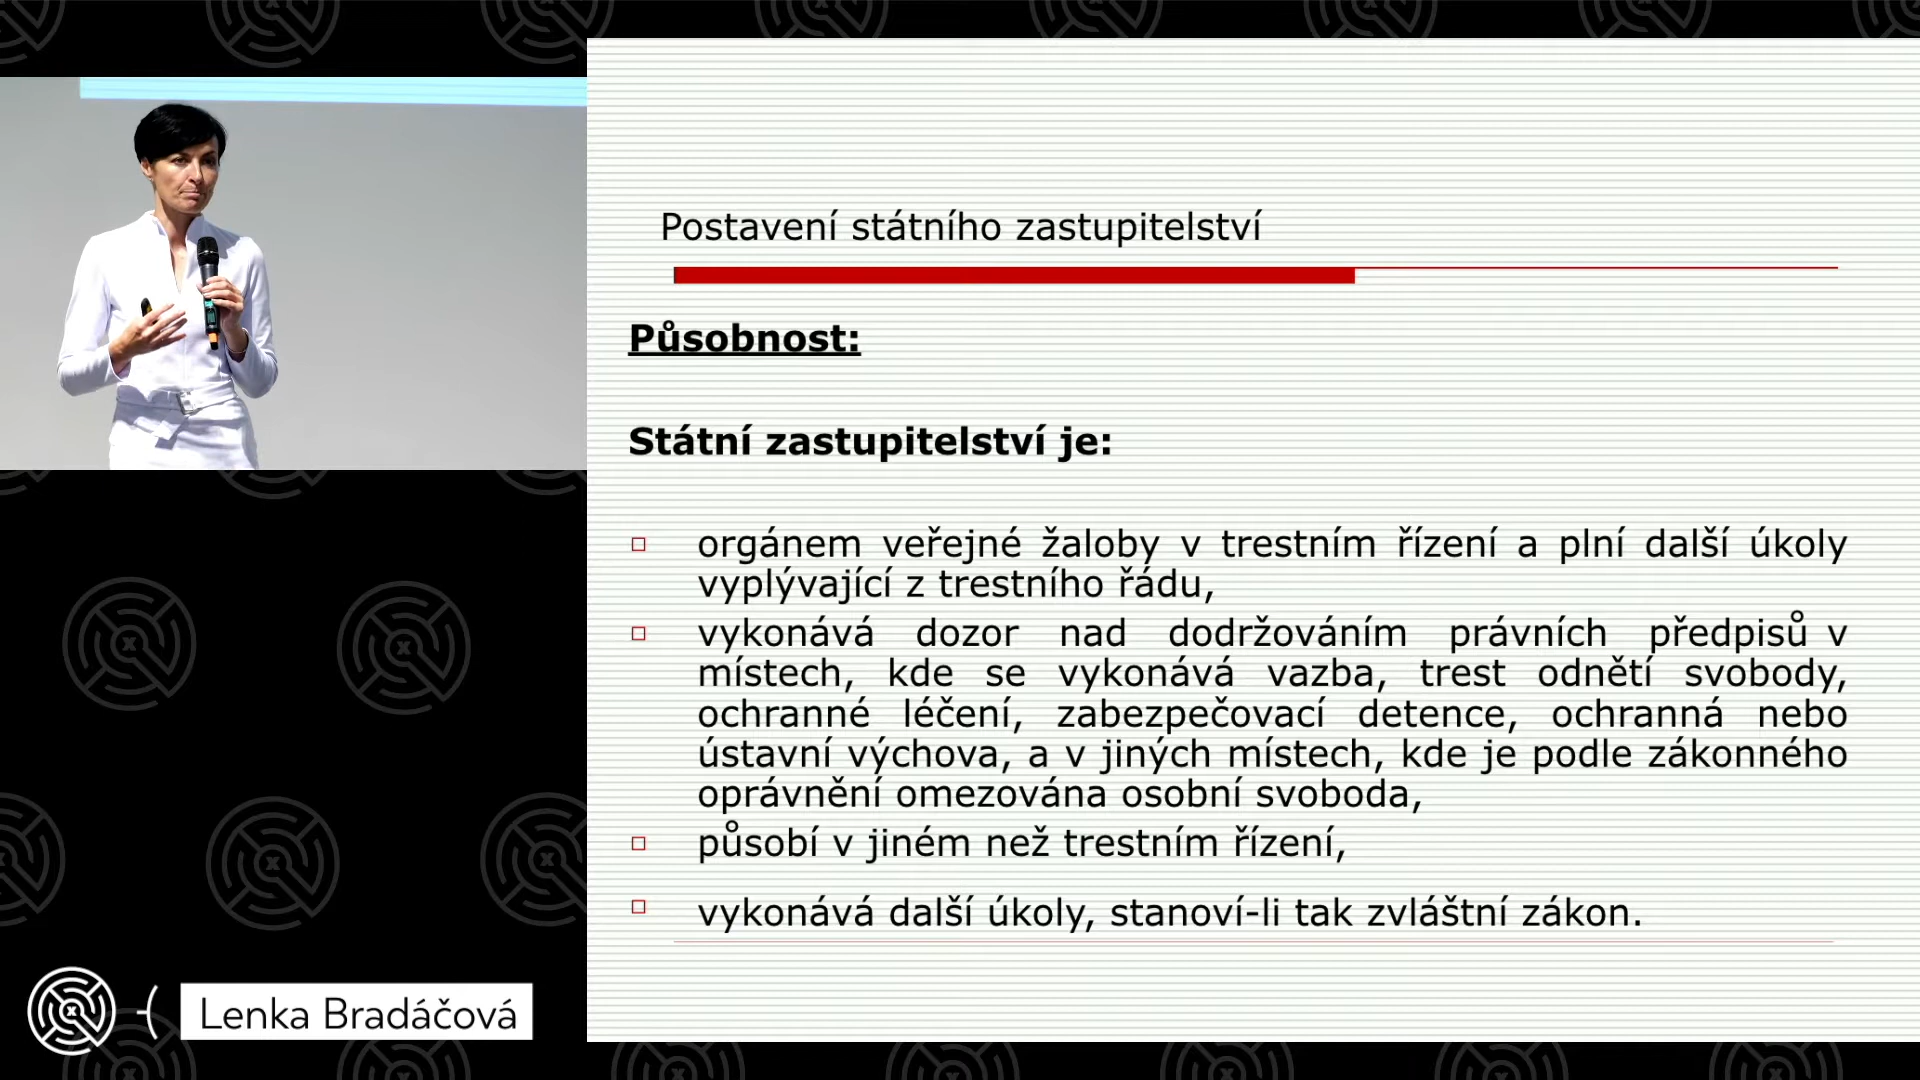 Postavení státního zastupitelství
Působnost:
Státní zastupitelství je:
orgánem veřejné žaloby v trestním řízení a plní další úkoly
vyplývající z trestního řádu,
vykonává dozor nad dodržováním právních předpisů v
místech, kde se vykonává vazba, trest odnětí svobody,
ochranné léčení, zabezpečovací detence, ochranná nebo
ústavní výchova, a v jiných místech, kde je podle zákonného
oprávnění omezována osobní svoboda,
působí v jiném než trestním řízení,
vykonává další úkoly, stanoví-li tak zvláštní zákon.
Lenka Bradáčová